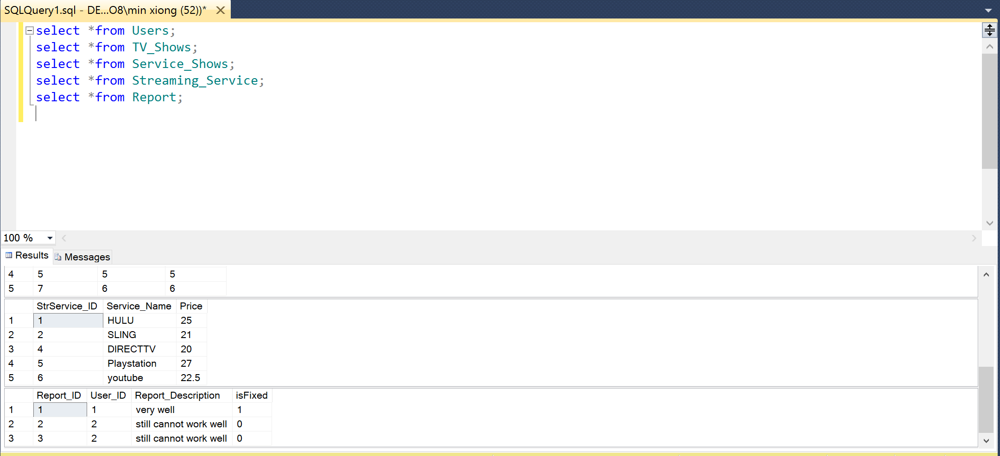 SQLQuery1.sql - DE...O8\min xiong (52))*
select *from Users;
select *from TV_Shows;
select *from Service_Shows;
select *from Streaming_Service;
select *from Report;
100 %
Results Messages
4 5 5 5
5 7 6 6
StrService_ID Service_Name Price
1 1 HULU 25
2 2 SLING 21
3 4 DIRECTTV 20
4 5 Playstation 27
5 6 youtube 22.5
Report_ID User_ID Report_Description isFixed
1 1 1 very well 1
2 2 2 still cannot work well 0
3 3 2 still cannot work well 0